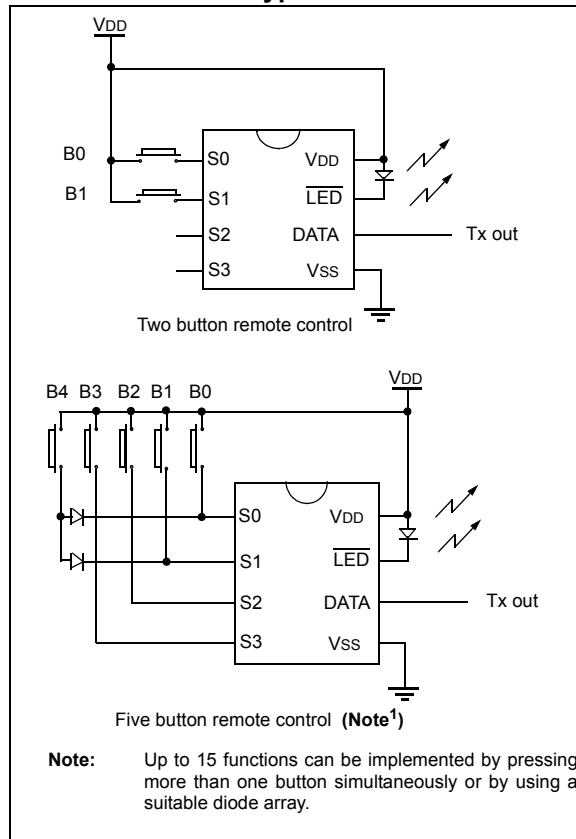 VDD
B0
B1
S0
S1
S2
S3
VDD
LED
DATA
VSS
Tx out
Two button remote control
VDD
B4 B3 B2 B1 B0
S0
S1
S2
S3
VDD
LED
DATA
VSS
Tx out
Five button remote control (Note1)
Note: Up to 15 functions can be implemented by pressing
more than one button simultaneously or by using a
suitable diode array.